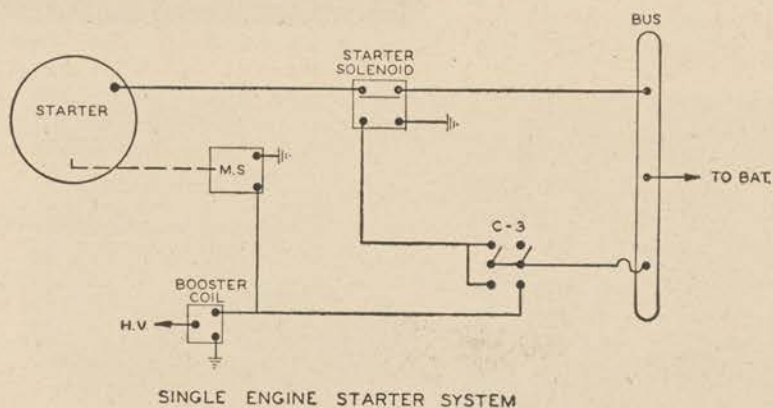 BUS
STARTER
SOLENOID
STARTER
M.S
TO BAT.
C-3
BOOSTER
COIL
H.V.
SINGLE ENGINE STARTER SYSTEM